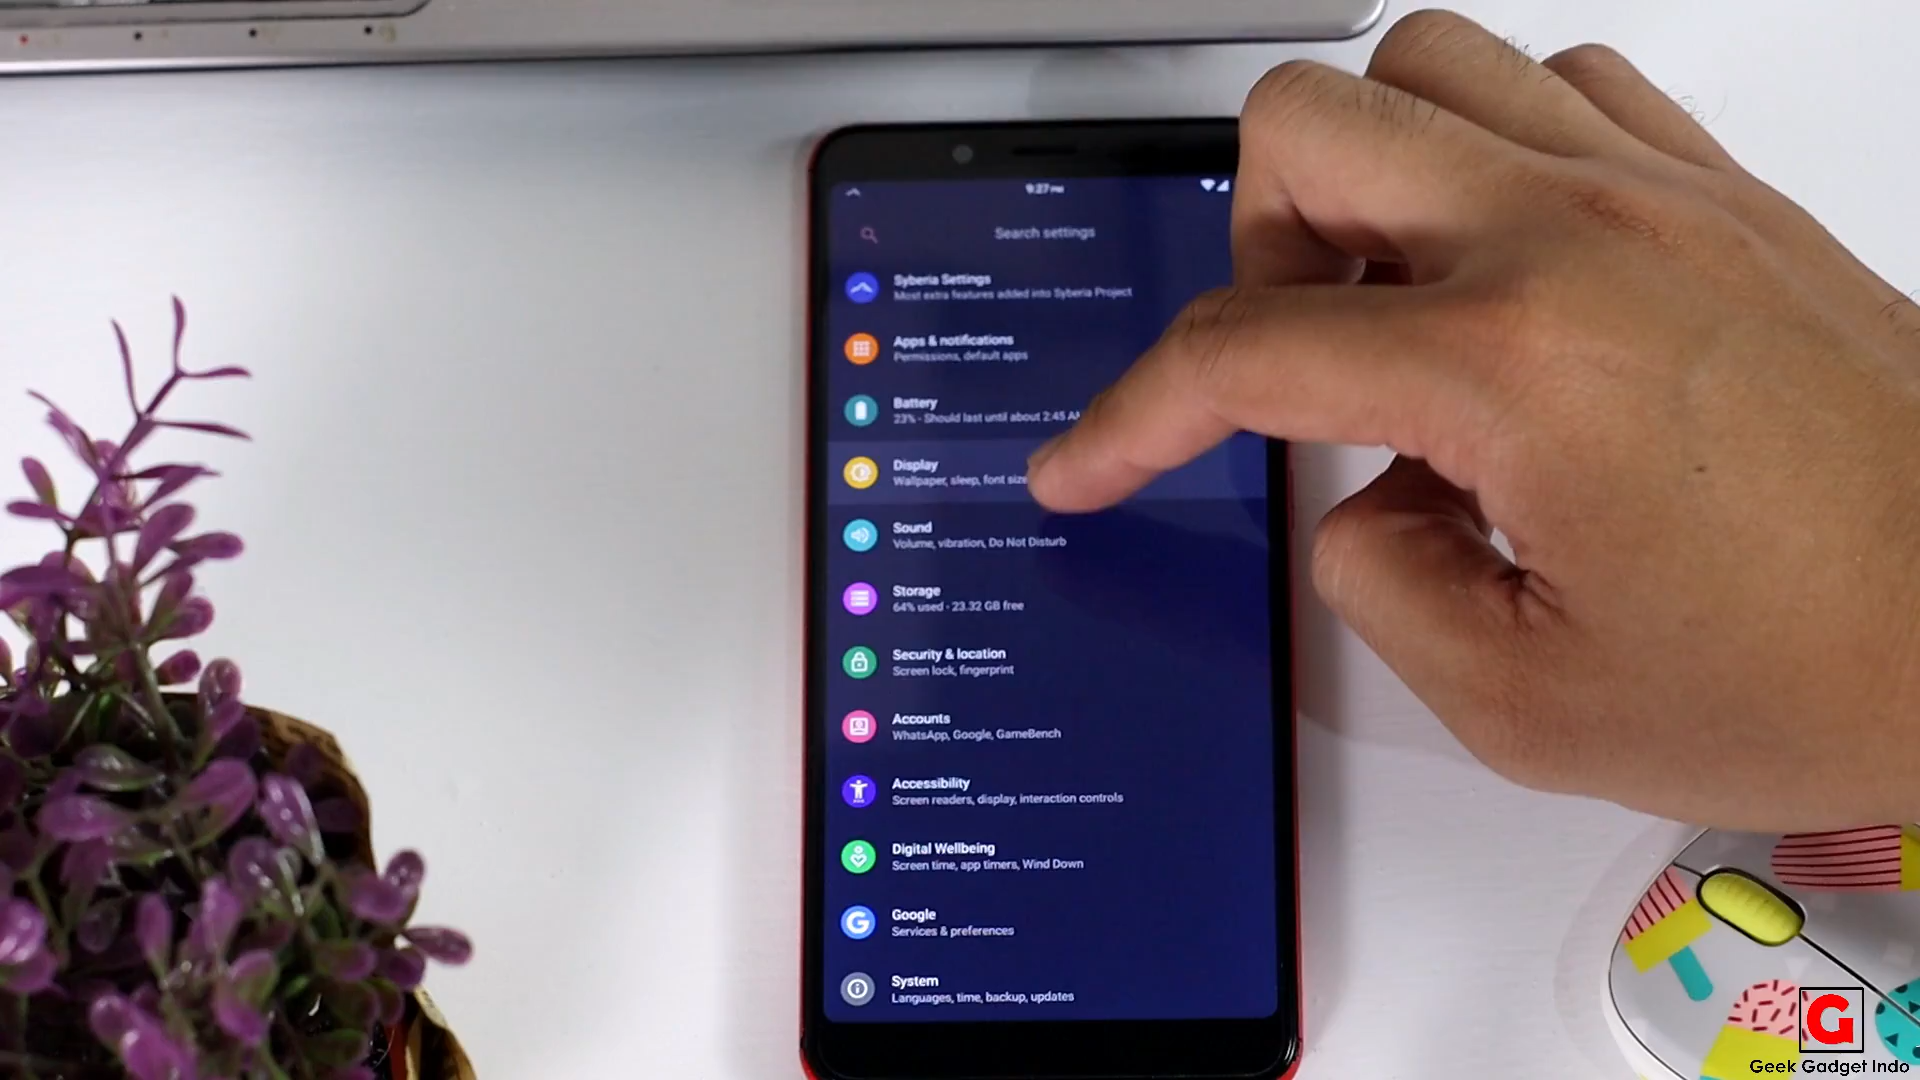 9:27 PM
Search settings
Syberia Settings
Most extra features added into Syberia Project
Apps & notifications
Permissions, default apps
Battery
23% - Should last until about 2:45 AM
Display
Wallpaper, sleep, font size
Sound
Volume, vibration, Do Not Disturb
Storage
64% used - 23.32 GB free
Security & location
Screen lock, fingerprint
Accounts
WhatsApp, Google, GameBench
Accessibility
Screen readers, display, interaction controls
Digital Wellbeing
Screen time, app timers, Wind Down
G
Google
Services & preferences
System
Languages, time, backup, updates
G
Geek Gadget Indo